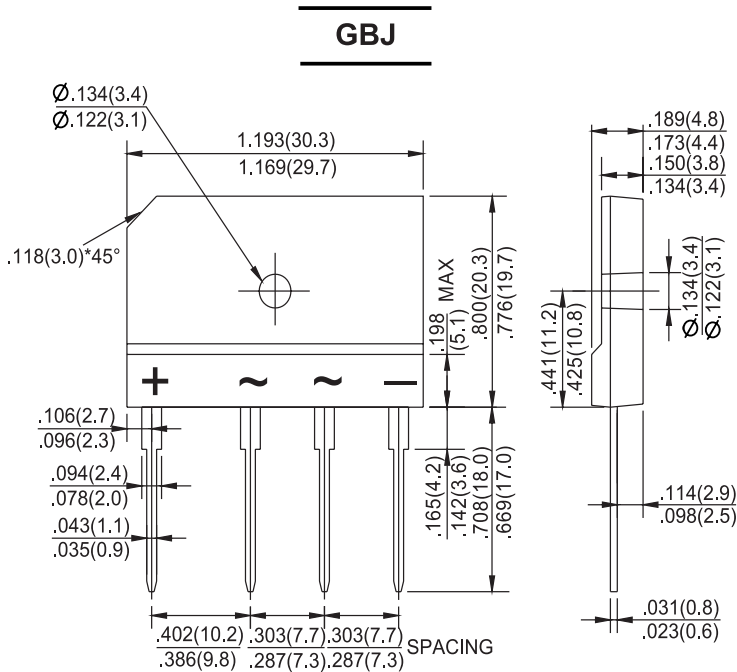 GBJ
Ø.134(3.4)
Ø.122(3.1)
1.193(30.3)
1.169(29.7)
.118(3.0)*45°
.189(4.8)
.173(4.4)
.150(3.8)
.134(3.4)
.198 MAX
(5.1)
.800(20.3)
.776(19.7)
.441(11.2)
.425(10.8)
Ø.134(3.4)
Ø.122(3.1)
+ ~ ~ −
.106(2.7)
.096(2.3)
.094(2.4)
.078(2.0)
.043(1.1)
.035(0.9)
.165(4.2)
.142(3.6)
.708(18.0)
.669(17.0)
.114(2.9)
.098(2.5)
.031(0.8)
.023(0.6)
.402(10.2) .303(7.7) .303(7.7) SPACING
.386(9.8) .287(7.3) .287(7.3)